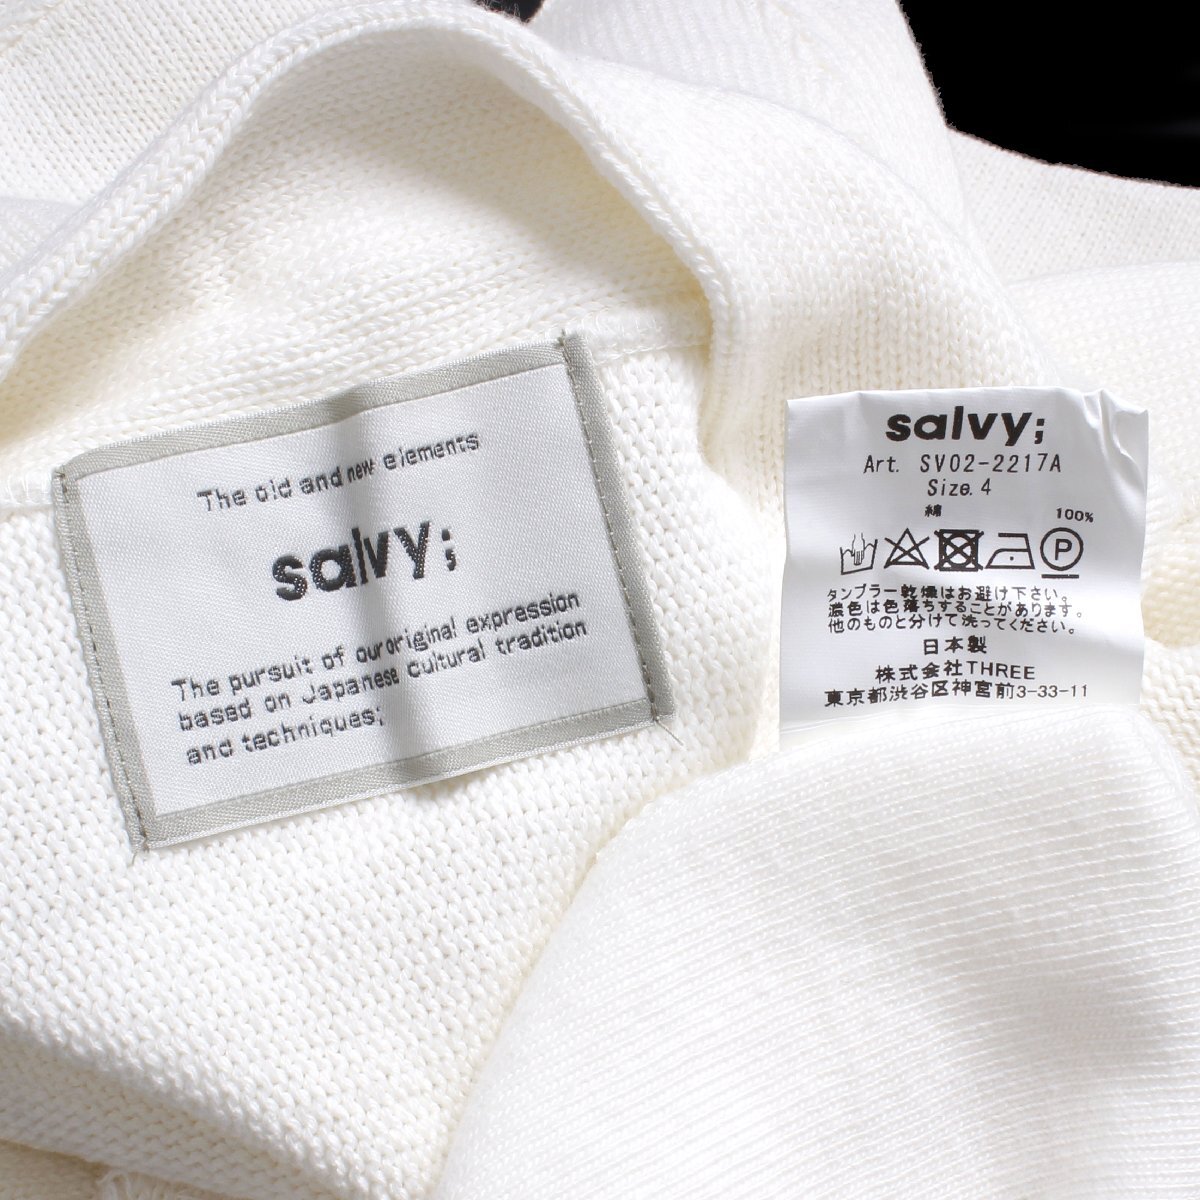 The old and new elements
salvy;
The pursuit of our original expression
based on Japanese cultural tradition
and techniques;
salvy;
Art. SV02-2217A
Size. 4
綿 100%
P
タンブラー乾燥はお避け下さい。
濃色は色落ちすることがあります。
他のものと分けて洗ってください。
日本製
株式会社THREE
東京都渋谷区神宮前3-33-11